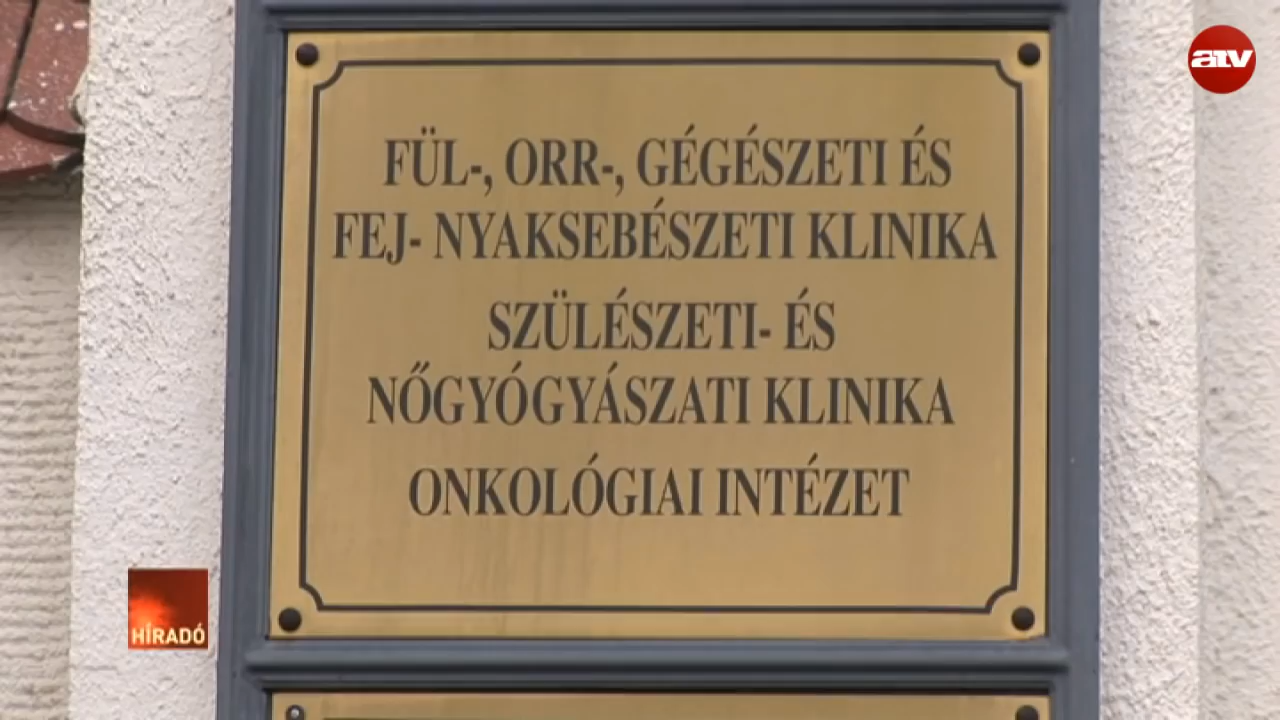 atv
FÜL-, ORR-, GÉGÉSZETI ÉS
FEJ- NYAKSEBÉSZETI KLINIKA
SZÜLÉSZETI- ÉS
NŐGYÓGYÁSZATI KLINIKA
ONKOLÓGIAI INTÉZET
HÍRADÓ